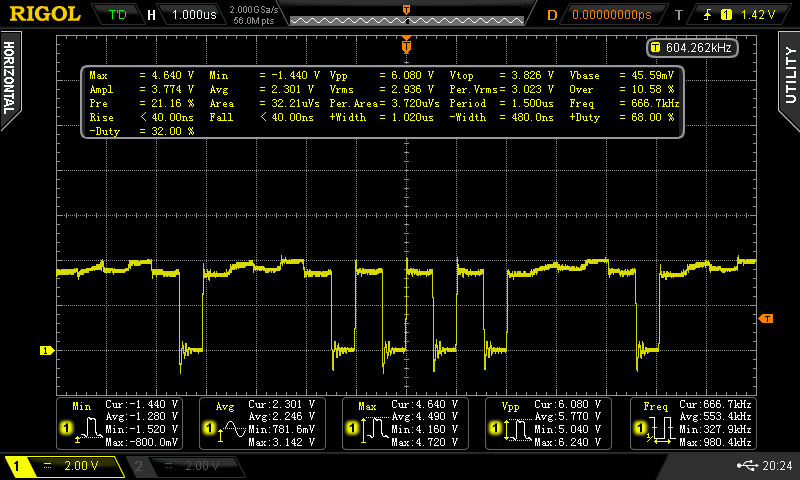 RIGOL T'D H 1.000us 2.000GSa/s 56.0M pts D 0.00000000ps T 1 1.42 V
T 604.262kHz
HORIZONTAL
UTILITY
Max = 4.640 V Min = -1.440 V Vpp = 6.080 V Vtop = 3.826 V Vbase = 45.59mV
Ampl = 3.774 V Avg = 2.301 V Vrms = 2.936 V Per.Vrms= 3.023 V Over = 10.58 %
Pre = 21.16 % Area = 32.21uVs Per.Area= 3.720uVs Period = 1.500us Freq = 666.7kHz
Rise < 40.00ns Fall < 40.00ns +Width = 1.020us -Width = 480.0ns +Duty = 68.00 %
-Duty = 32.00 %
T
1
T
Min Cur:-1.440 V
1 Avg:-1.280 V
Min:-1.520 V
Max:-800.0mV
Avg Cur:2.301 V
1 Avg:2.246 V
Min:781.6mV
Max:3.142 V
Max Cur:4.640 V
1 Avg:4.490 V
Min:4.160 V
Max:4.720 V
Vpp Cur:6.080 V
1 Avg:5.770 V
Min:5.040 V
Max:6.240 V
Freq Cur:666.7kHz
1 Avg:553.4kHz
Min:327.9kHz
Max:980.4kHz
1 = 2.00 V 2 = 2.00 V 20:24